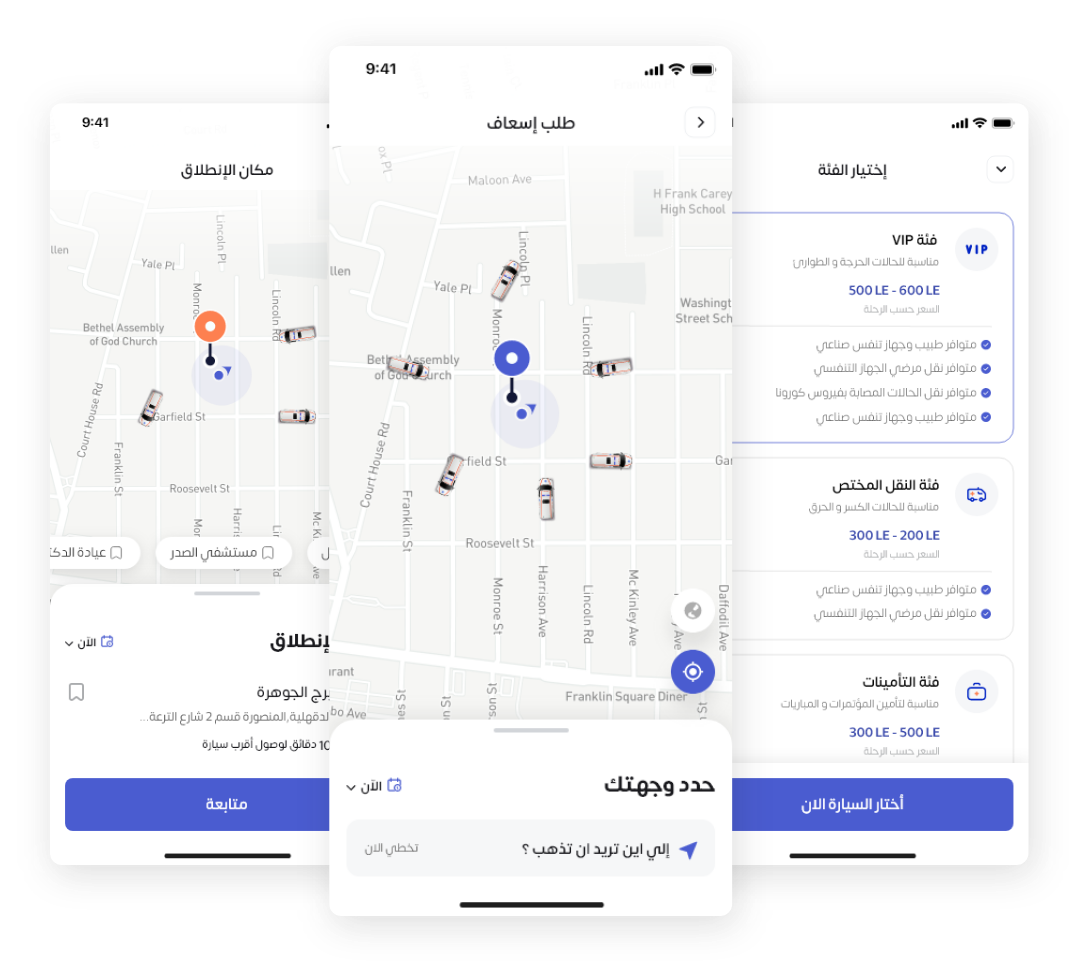 9:41
مكان الإنطلاق
llen
Yale Pl
Lincoln Pl
Monroe
Lincoln Rd
Bethel Assembly
of God Church
Court House Rd
Garfield St
Franklin St
Roosevelt St
Harris
Mc Ki
مستشفي الصدر
عيادة الدك
الآن
برج الجوهرة
الدقهلية,المنصورة قسم 2 شارع الترعة...
10 دقائق لوصول أقرب سيارة
متابعة
9:41
طلب إسعاف
ox Pl
Maloon Ave
H Frank Carey
High School
Lincoln Pl
llen
Yale Pl
Monroe
Washingt
Street Sch
Lincoln Rd
Bethel Assembly
of God Church
Court House Rd
field St
Gar
Franklin St
Roosevelt St
Monroe St
Harrison Ave
Lincoln Rd
Mc Kinley Ave
y Ave
Daffodil Ave
urant
bo Ave
Franklin Square Diner
حدد وجهتك
الآن
إلي اين تريد ان تذهب ؟
تخطي الان
إختيار الفئة
VIP
فئة VIP
مناسبة للحالات الحرجة و الطوارئ
500 LE - 600 LE
السعر حسب الرحلة
متوافر طبيب وجهاز تنفس صناعي
متوافر نقل مرضي الجهاز التنفسي
متوافر نقل الحالات المصابة بفيروس كورونا
متوافر طبيب وجهاز تنفس صناعي
فئة النقل المختص
مناسبة للحالات الكسر و الحرق
300 LE - 200 LE
السعر حسب الرحلة
متوافر طبيب وجهاز تنفس صناعي
متوافر نقل مرضي الجهاز التنفسي
فئة التأمينات
مناسبة لتأمين المؤتمرات و المباريات
300 LE - 500 LE
السعر حسب الرحلة
أختار السيارة الان